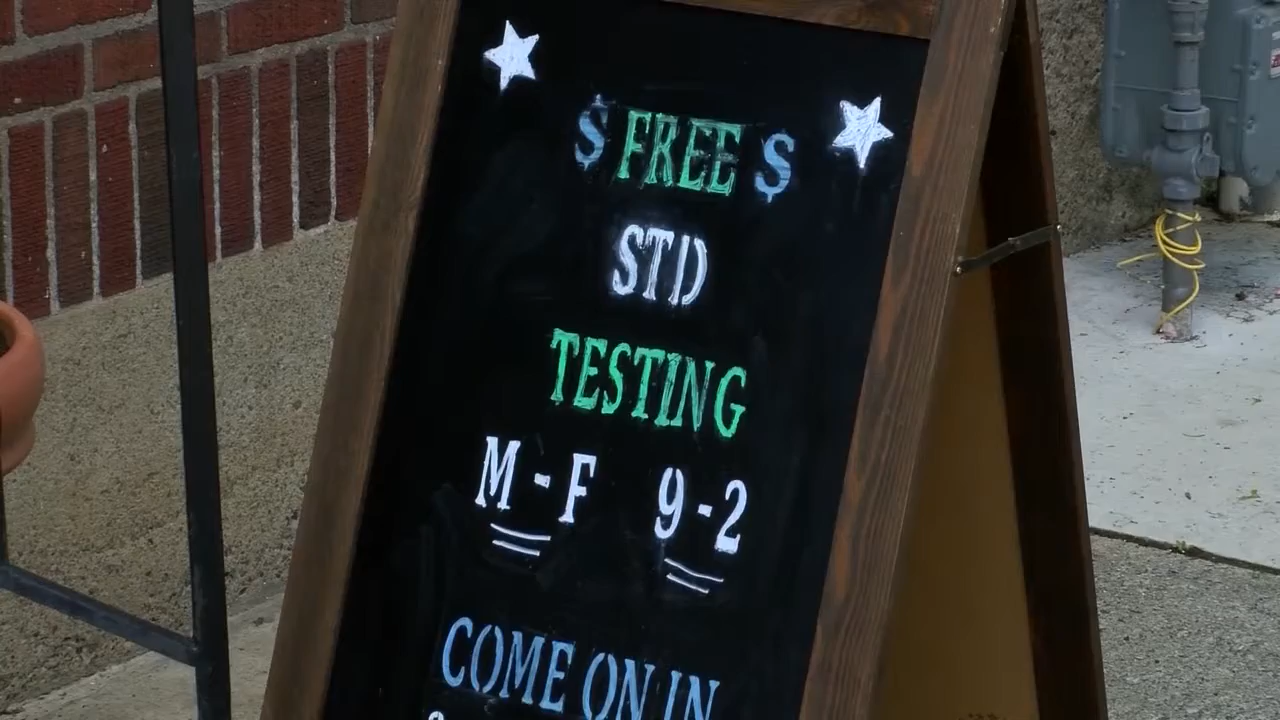 $ FREE $
STD
TESTING
M - F 9 - 2
COME ON IN